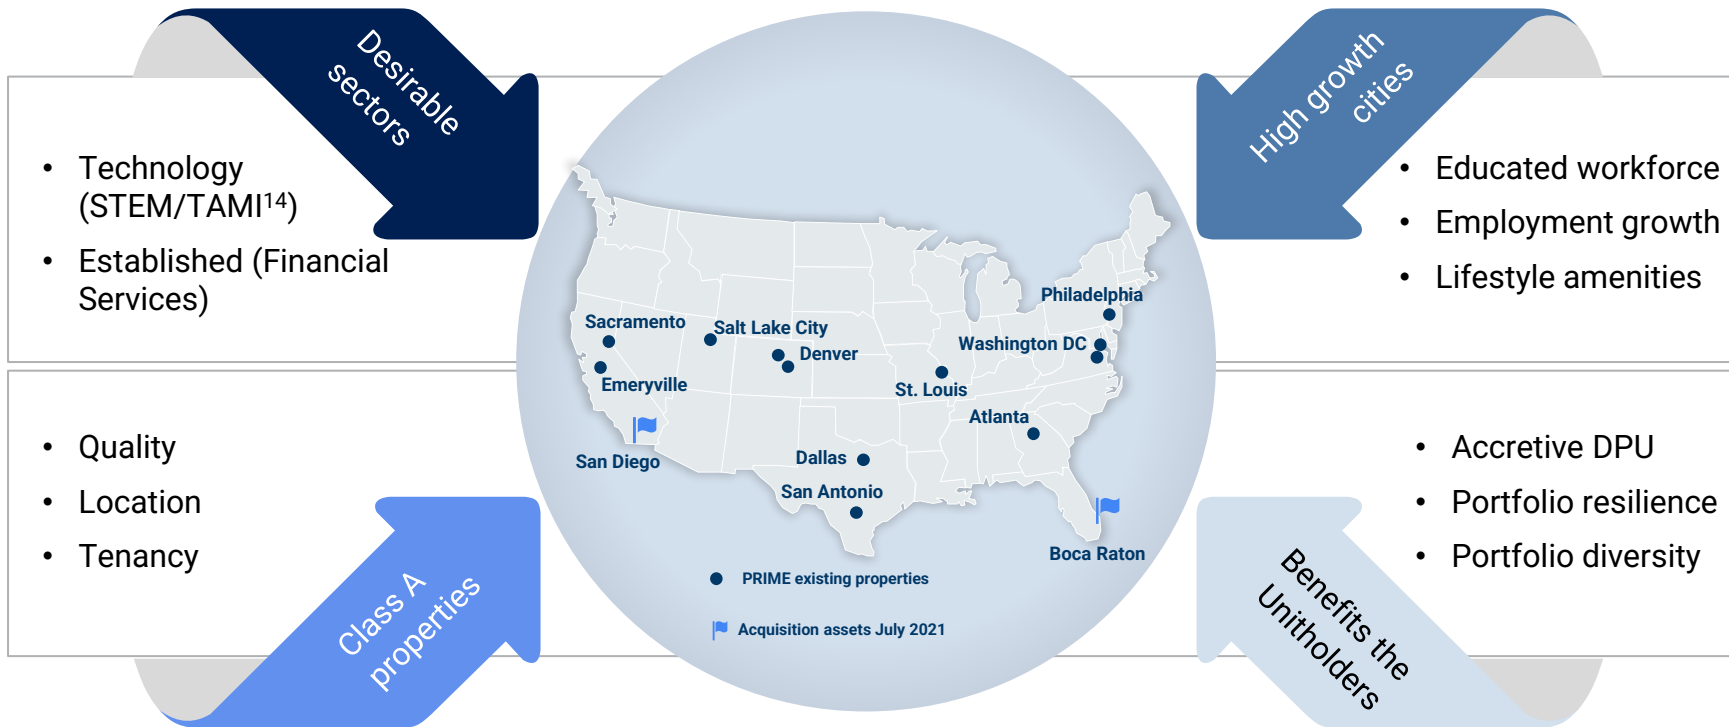 Desirable
sectors
• Technology
(STEM/TAMI¹⁴)
• Established (Financial
Services)
High growth
cities
• Educated workforce
• Employment growth
• Lifestyle amenities
Philadelphia
Sacramento
Salt Lake City
Washington DC
Denver
Emeryville
St. Louis
Atlanta
San Diego
Dallas
San Antonio
Boca Raton
PRIME existing properties
Acquisition assets July 2021
• Quality
• Location
• Tenancy
Class A
properties
• Accretive DPU
• Portfolio resilience
• Portfolio diversity
Benefits the
Unitholders